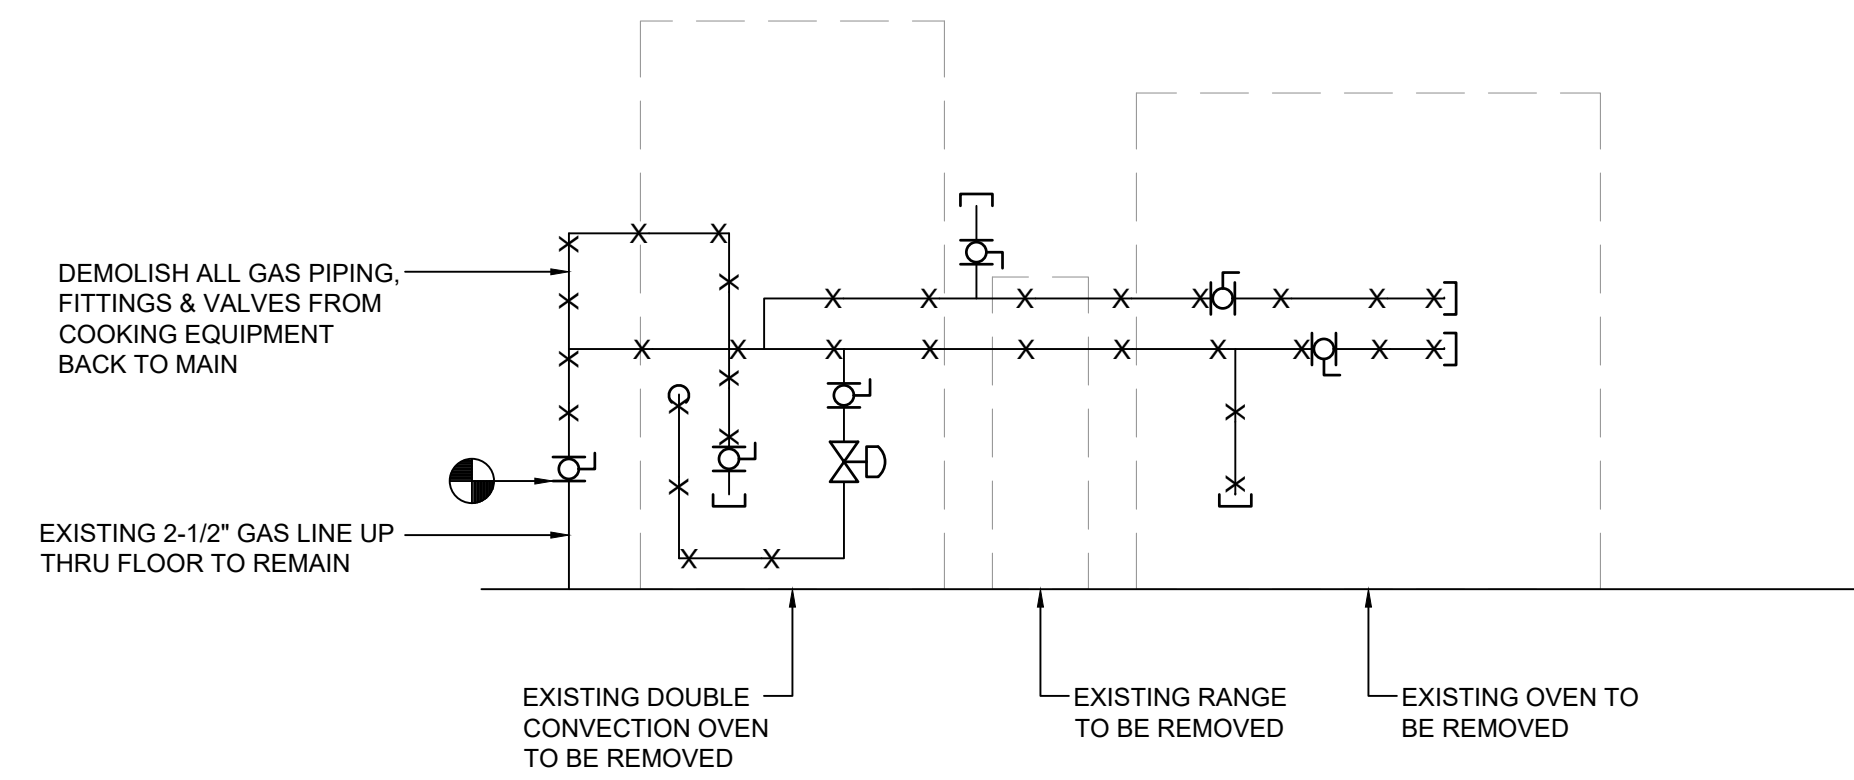 DEMOLISH ALL GAS PIPING,
FITTINGS & VALVES FROM
COOKING EQUIPMENT
BACK TO MAIN
EXISTING 2-1/2" GAS LINE UP
THRU FLOOR TO REMAIN
EXISTING DOUBLE
CONVECTION OVEN
TO BE REMOVED
EXISTING RANGE
TO BE REMOVED
EXISTING OVEN TO
BE REMOVED